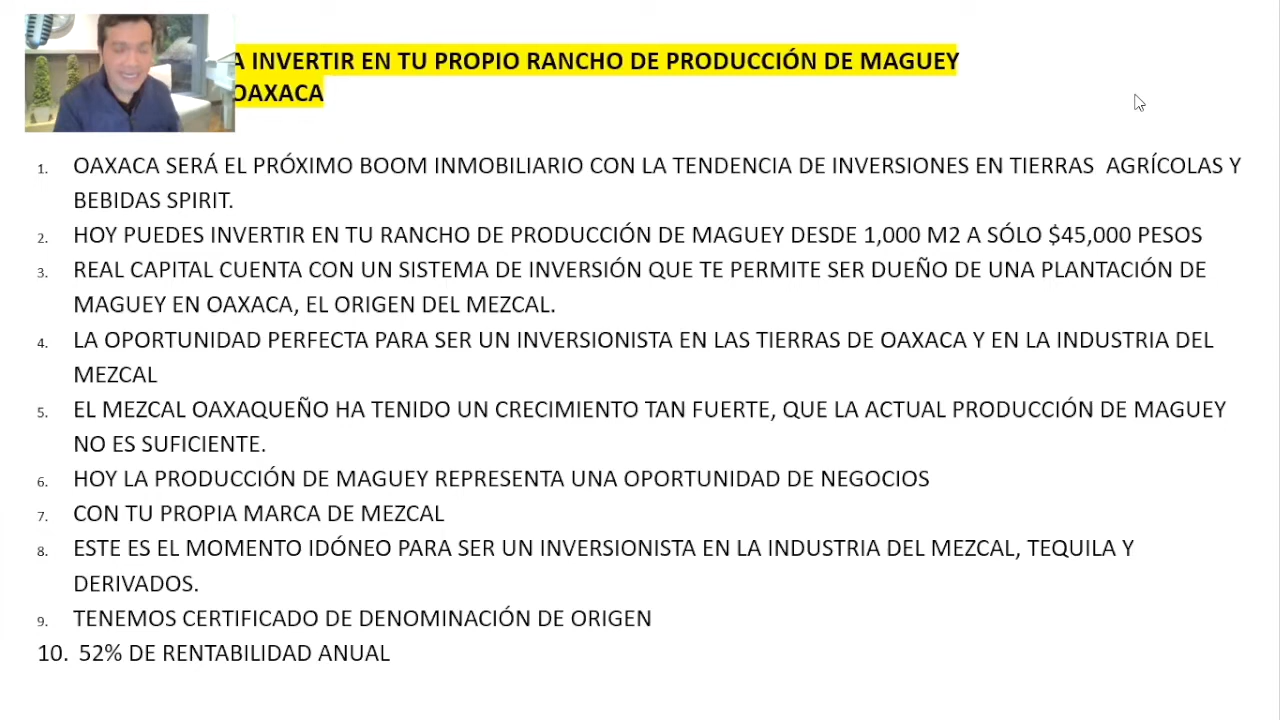 A INVERTIR EN TU PROPIO RANCHO DE PRODUCCIÓN DE MAGUEY
OAXACA
1. OAXACA SERÁ EL PRÓXIMO BOOM INMOBILIARIO CON LA TENDENCIA DE INVERSIONES EN TIERRAS AGRÍCOLAS Y
BEBIDAS SPIRIT.
2. HOY PUEDES INVERTIR EN TU RANCHO DE PRODUCCIÓN DE MAGUEY DESDE 1,000 M2 A SÓLO $45,000 PESOS
3. REAL CAPITAL CUENTA CON UN SISTEMA DE INVERSIÓN QUE TE PERMITE SER DUEÑO DE UNA PLANTACIÓN DE
MAGUEY EN OAXACA, EL ORIGEN DEL MEZCAL.
4. LA OPORTUNIDAD PERFECTA PARA SER UN INVERSIONISTA EN LAS TIERRAS DE OAXACA Y EN LA INDUSTRIA DEL
MEZCAL
5. EL MEZCAL OAXAQUEÑO HA TENIDO UN CRECIMIENTO TAN FUERTE, QUE LA ACTUAL PRODUCCIÓN DE MAGUEY
NO ES SUFICIENTE.
6. HOY LA PRODUCCIÓN DE MAGUEY REPRESENTA UNA OPORTUNIDAD DE NEGOCIOS
7. CON TU PROPIA MARCA DE MEZCAL
8. ESTE ES EL MOMENTO IDÓNEO PARA SER UN INVERSIONISTA EN LA INDUSTRIA DEL MEZCAL, TEQUILA Y
DERIVADOS.
9. TENEMOS CERTIFICADO DE DENOMINACIÓN DE ORIGEN
10. 52% DE RENTABILIDAD ANUAL